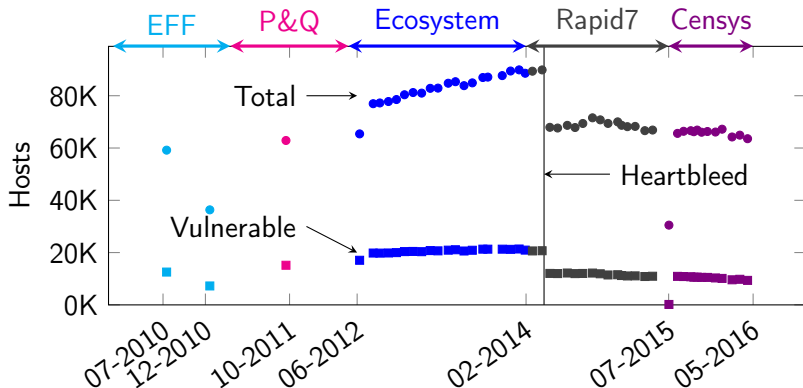 EFF P&Q Ecosystem Rapid7 Censys
80K
60K
40K
20K
0K
Hosts
Total
Heartbleed
Vulnerable
07-2010
12-2010
10-2011
06-2012
02-2014
07-2015
05-2016